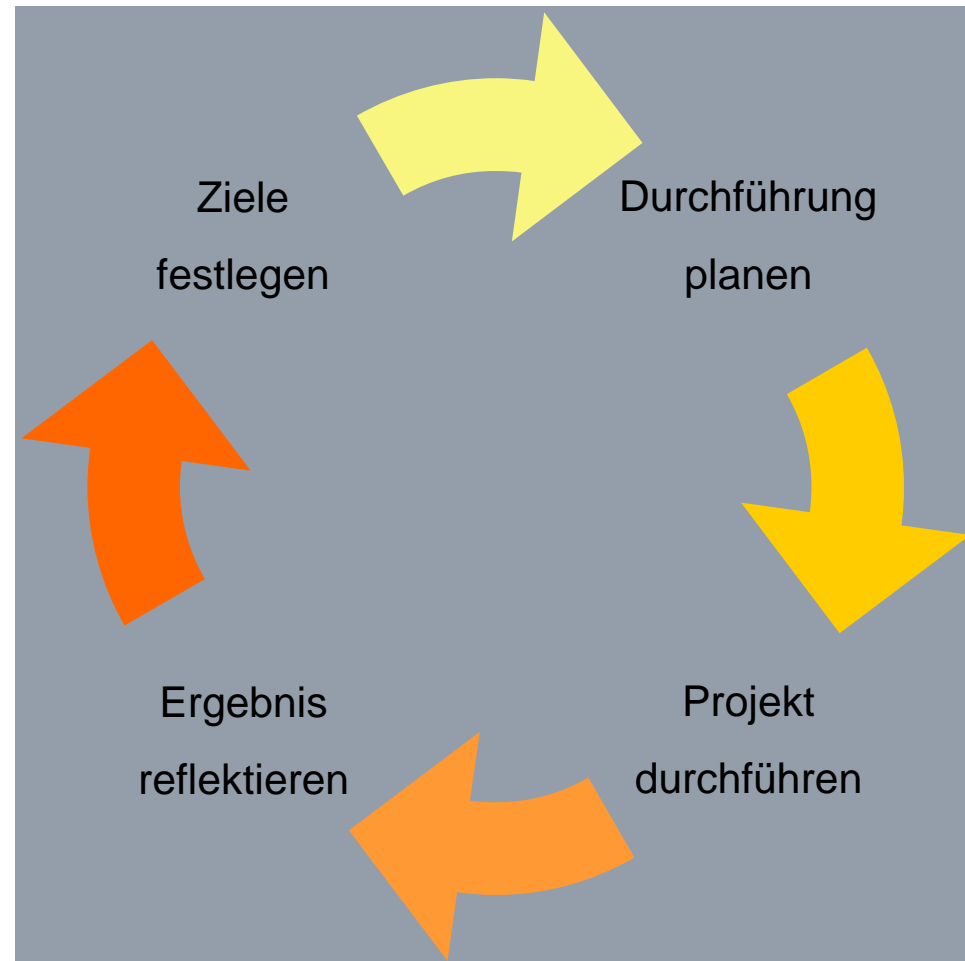 Ziele
festlegen
Durchführung
planen
Projekt
durchführen
Ergebnis
reflektieren